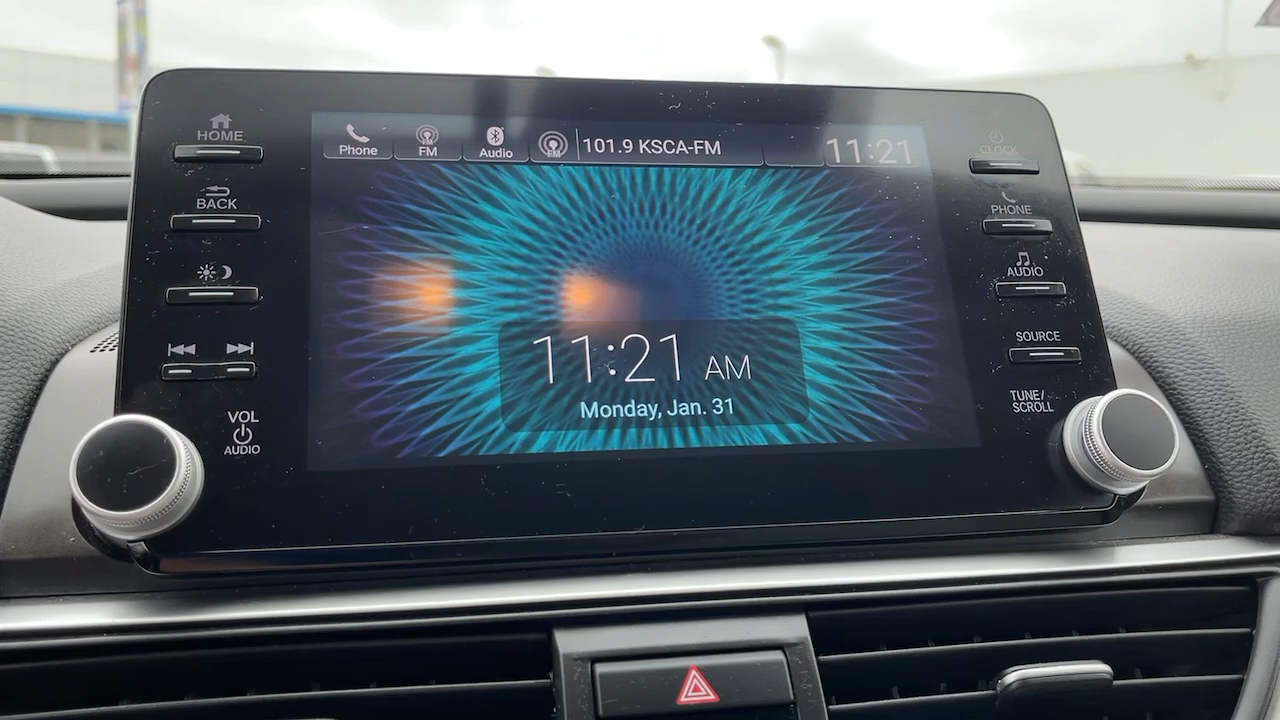 HOME
BACK
VOL
AUDIO
Phone
FM
FM
Audio
FM
101.9 KSCA-FM
11:21
11:21 AM
Monday, Jan. 31
CLOCK
PHONE
AUDIO
SOURCE
TUNE/
SCROLL